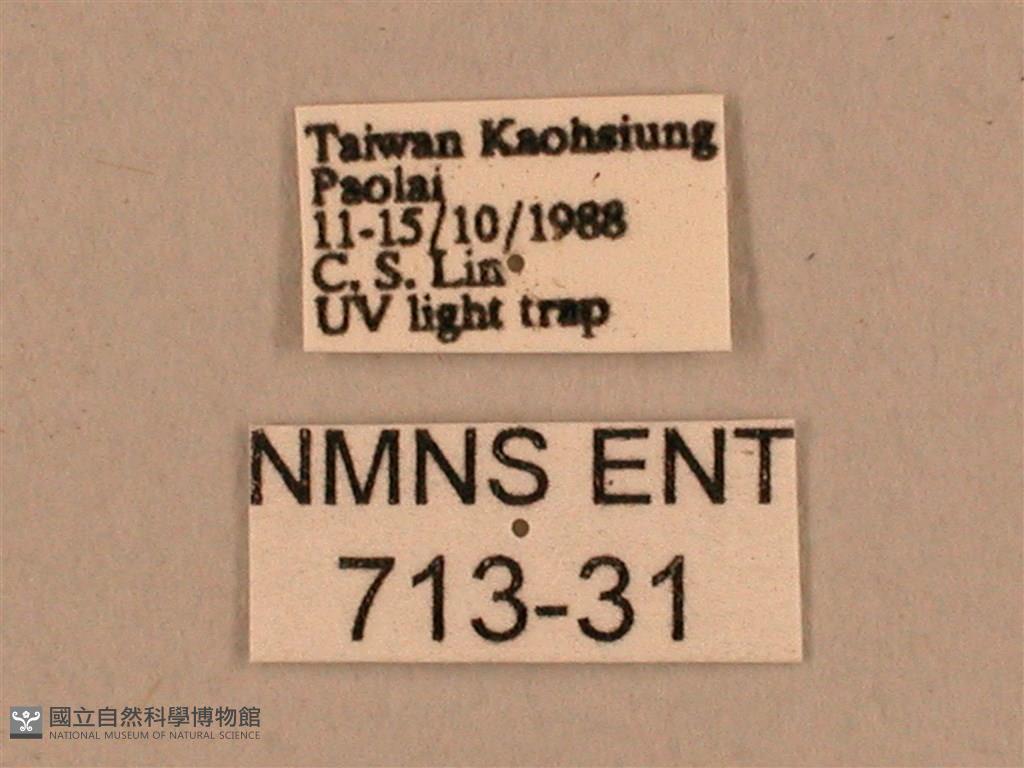 Taiwan Kaohsiung
Paolai
11-15/10/1988
C. S. Lin
UV light trap
NMNS ENT
713-31
國立自然科學博物館
NATIONAL MUSEUM OF NATURAL SCIENCE